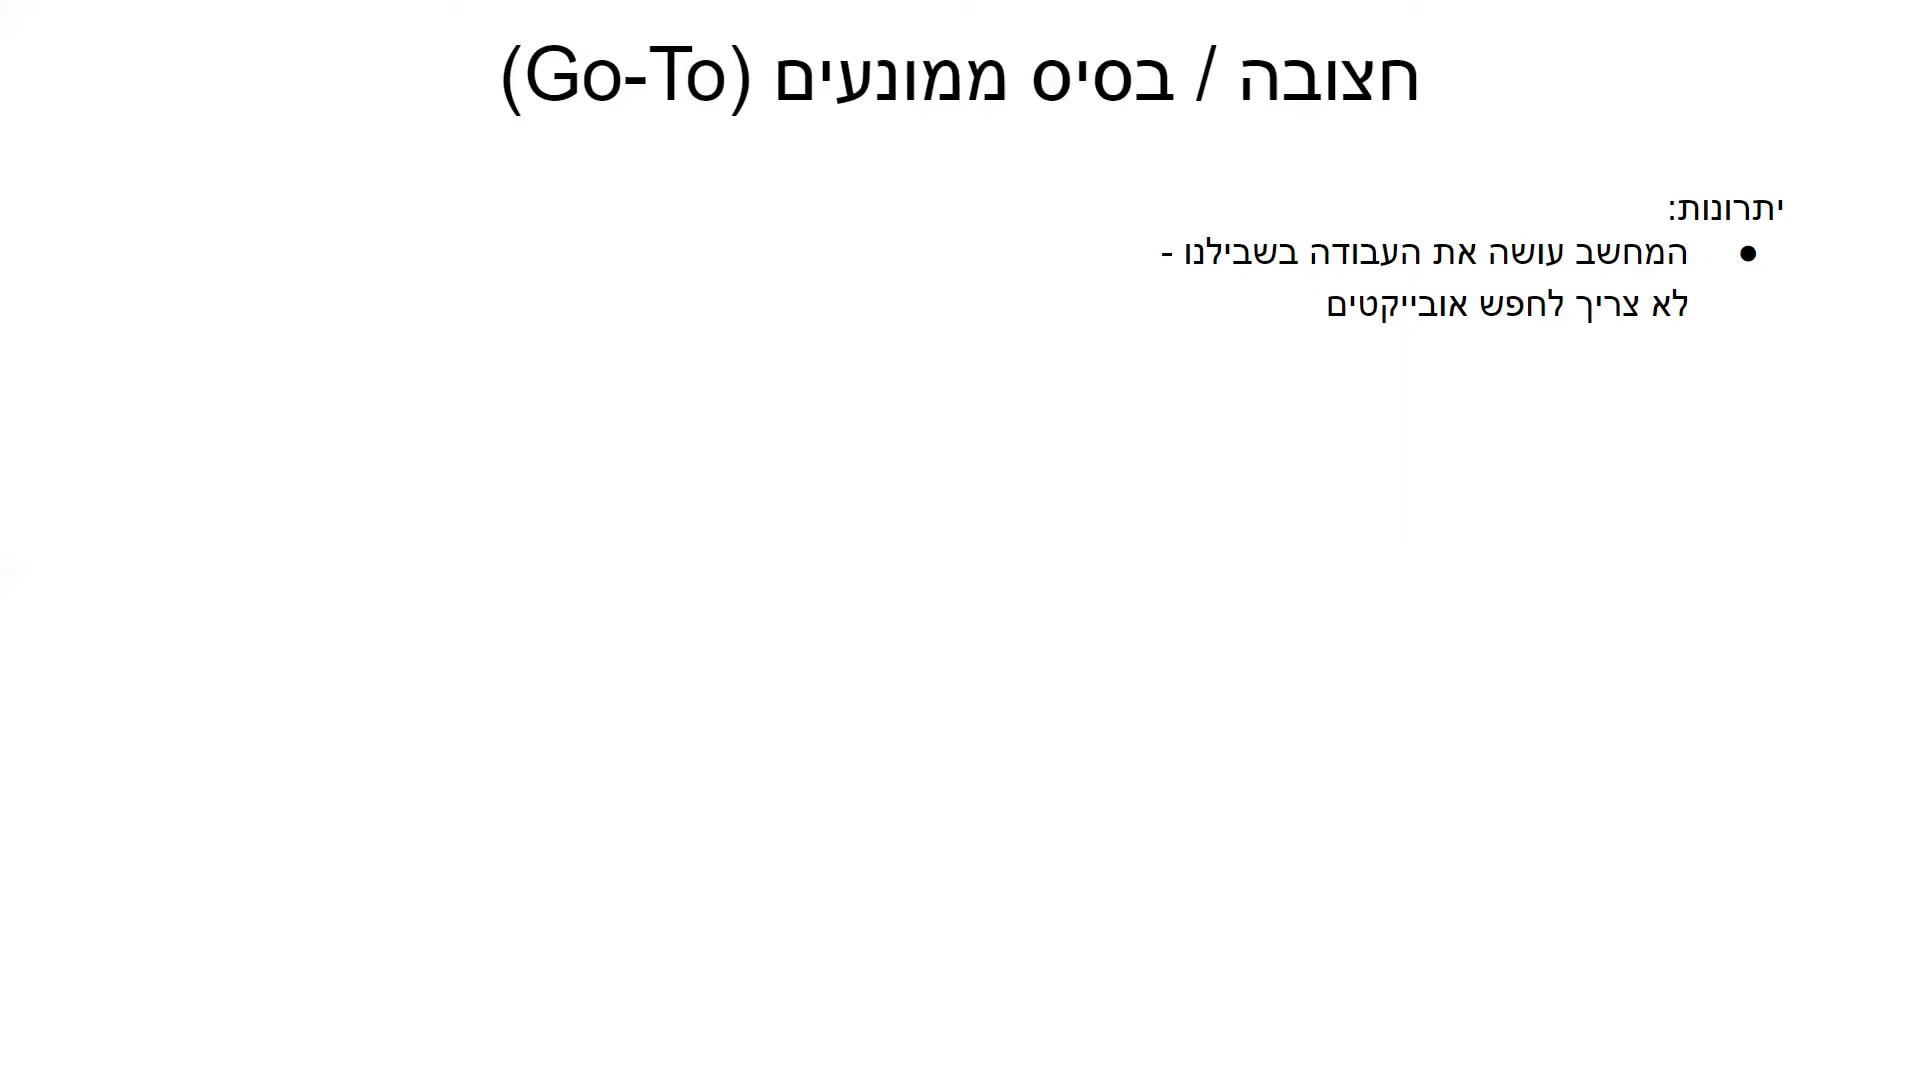 חצובה / בסיס ממונעים (Go-To)
יתרונות:
● המחשב עושה את העבודה בשבילנו -
לא צריך לחפש אובייקטים